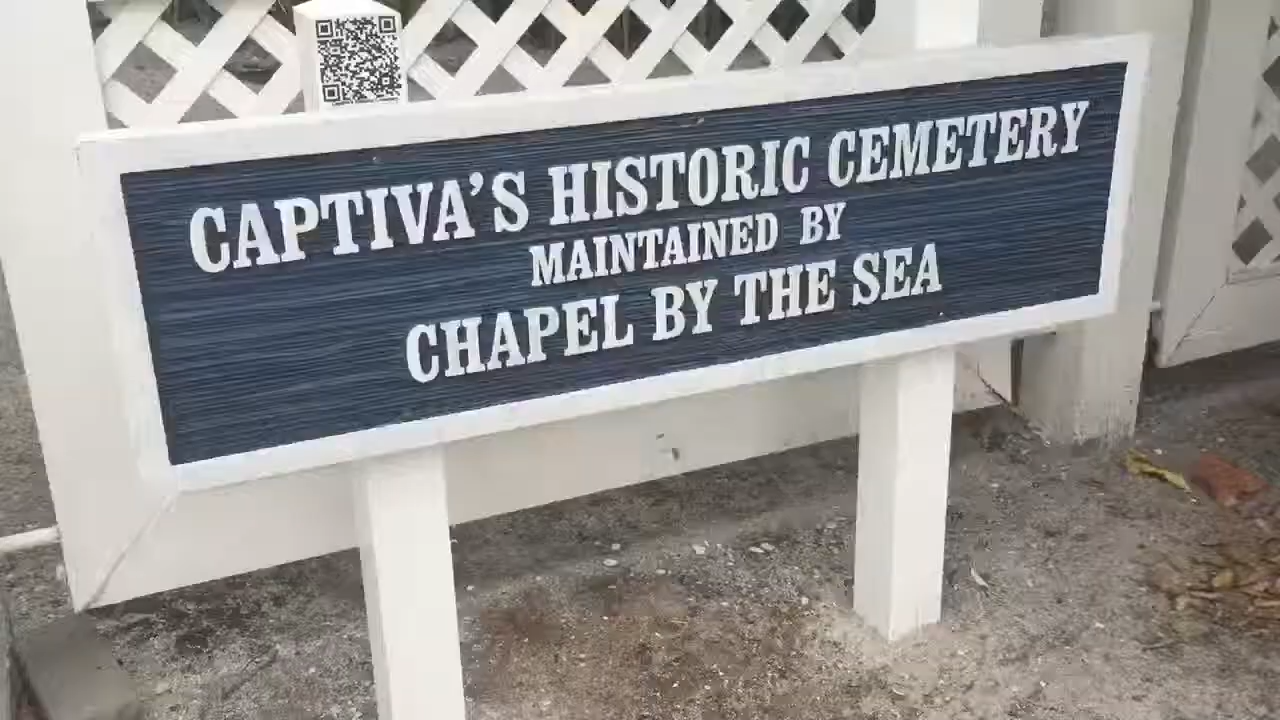 CAPTIVA'S HISTORIC CEMETERY
MAINTAINED BY
CHAPEL BY THE SEA